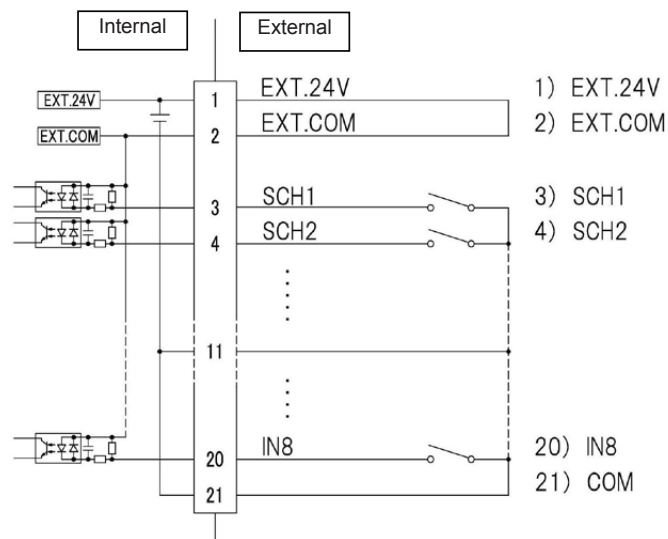 Internal External
EXT.24V 1 EXT.24V 1) EXT.24V
EXT.COM 2 EXT.COM 2) EXT.COM
3 SCH1 3) SCH1
4 SCH2 4) SCH2
11
20 IN8 20) IN8
21 21) COM